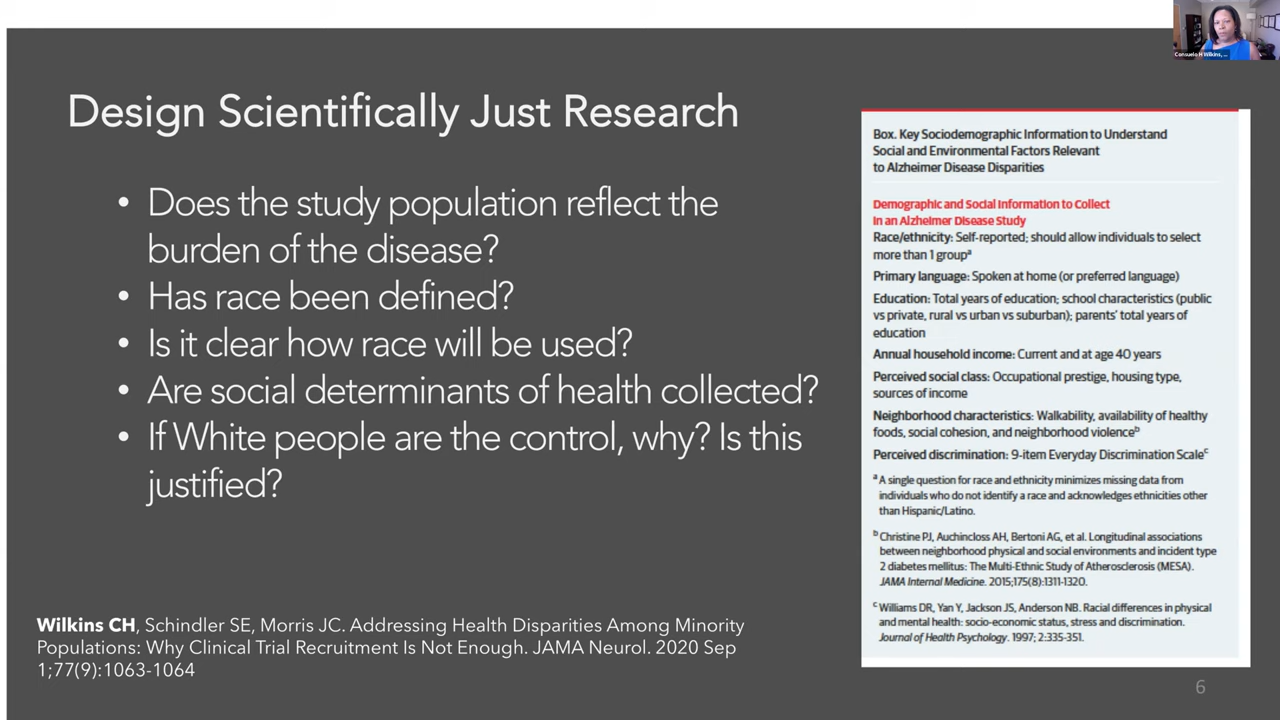 Consuelo H Wilkins, ...
Design Scientifically Just Research
• Does the study population reflect the
burden of the disease?
• Has race been defined?
• Is it clear how race will be used?
• Are social determinants of health collected?
• If White people are the control, why? Is this
justified?
Wilkins CH, Schindler SE, Morris JC. Addressing Health Disparities Among Minority
Populations: Why Clinical Trial Recruitment Is Not Enough. JAMA Neurol. 2020 Sep
1;77(9):1063-1064
Box. Key Sociodemographic Information to Understand
Social and Environmental Factors Relevant
to Alzheimer Disease Disparities
Demographic and Social Information to Collect
in an Alzheimer Disease Study
Race/ethnicity: Self-reported; should allow individuals to select
more than 1 groupᵃ
Primary language: Spoken at home (or preferred language)
Education: Total years of education; school characteristics (public
vs private, rural vs urban vs suburban); parents' total years of
education
Annual household income: Current and at age 40 years
Perceived social class: Occupational prestige, housing type,
sources of income
Neighborhood characteristics: Walkability, availability of healthy
foods, social cohesion, and neighborhood violenceᵇ
Perceived discrimination: 9-item Everyday Discrimination Scaleᶜ
ᵃ A single question for race and ethnicity minimizes missing data from
individuals who do not identify a race and acknowledges ethnicities other
than Hispanic/Latino.
ᵇ Christine PJ, Auchincloss AH, Bertoni AG, et al. Longitudinal associations
between neighborhood physical and social environments and incident type
2 diabetes mellitus: The Multi-Ethnic Study of Atherosclerosis (MESA).
JAMA Internal Medicine. 2015;175(8):1311-1320.
ᶜ Williams DR, Yan Y, Jackson JS, Anderson NB. Racial differences in physical
and mental health: socio-economic status, stress and discrimination.
Journal of Health Psychology. 1997; 2:335-351.
6